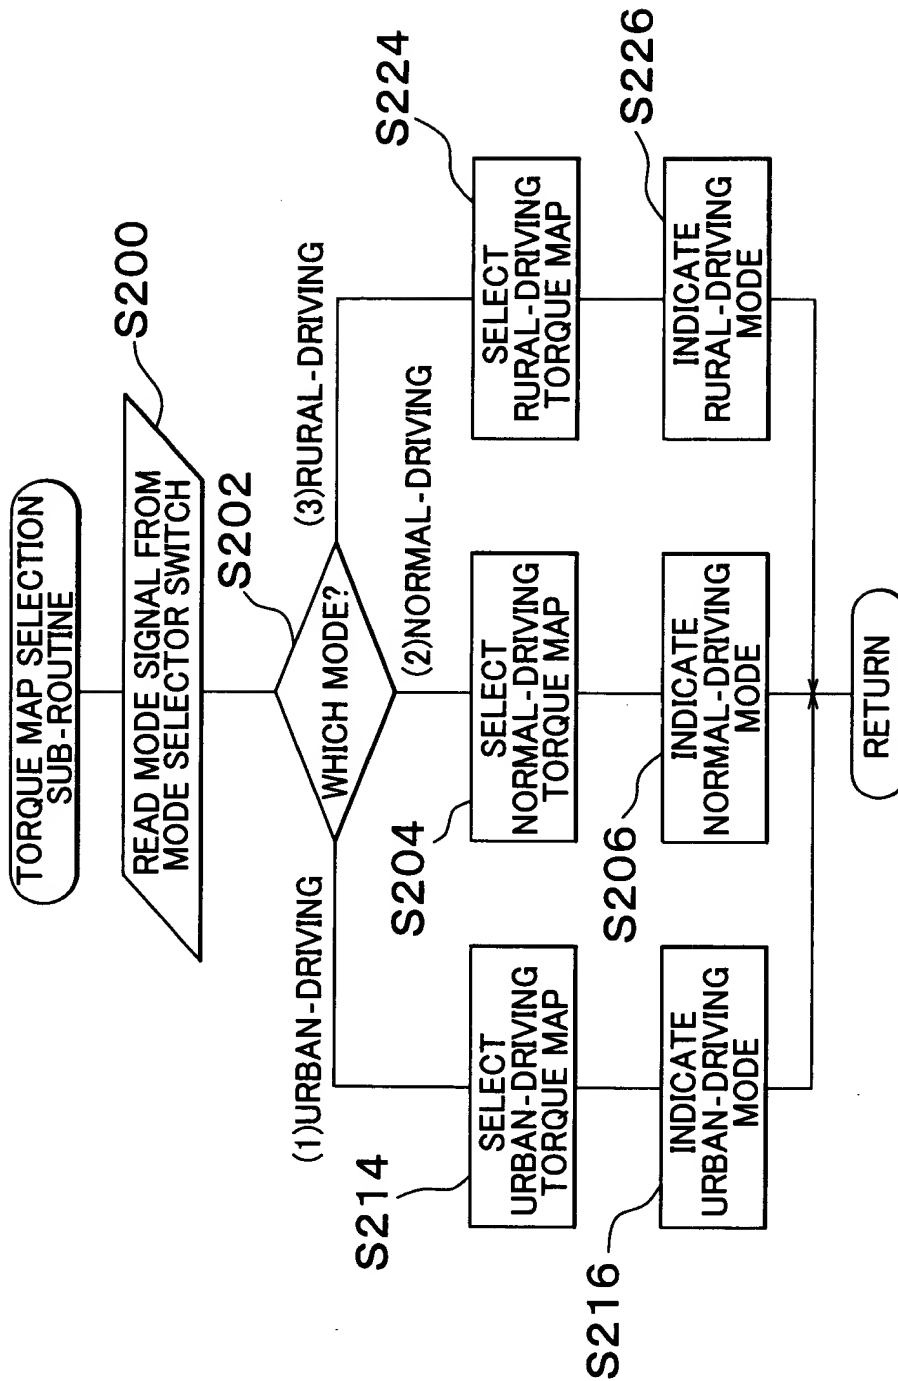 TORQUE MAP SELECTION
SUB-ROUTINE
READ MODE SIGNAL FROM
MODE SELECTOR SWITCH
S200
WHICH MODE?
S202
(1)URBAN-DRIVING
(2)NORMAL-DRIVING
(3)RURAL-DRIVING
S214
SELECT
URBAN-DRIVING
TORQUE MAP
S204
SELECT
NORMAL-DRIVING
TORQUE MAP
S224
SELECT
RURAL-DRIVING
TORQUE MAP
S216
INDICATE
URBAN-DRIVING
MODE
S206
INDICATE
NORMAL-DRIVING
MODE
S226
INDICATE
RURAL-DRIVING
MODE
RETURN